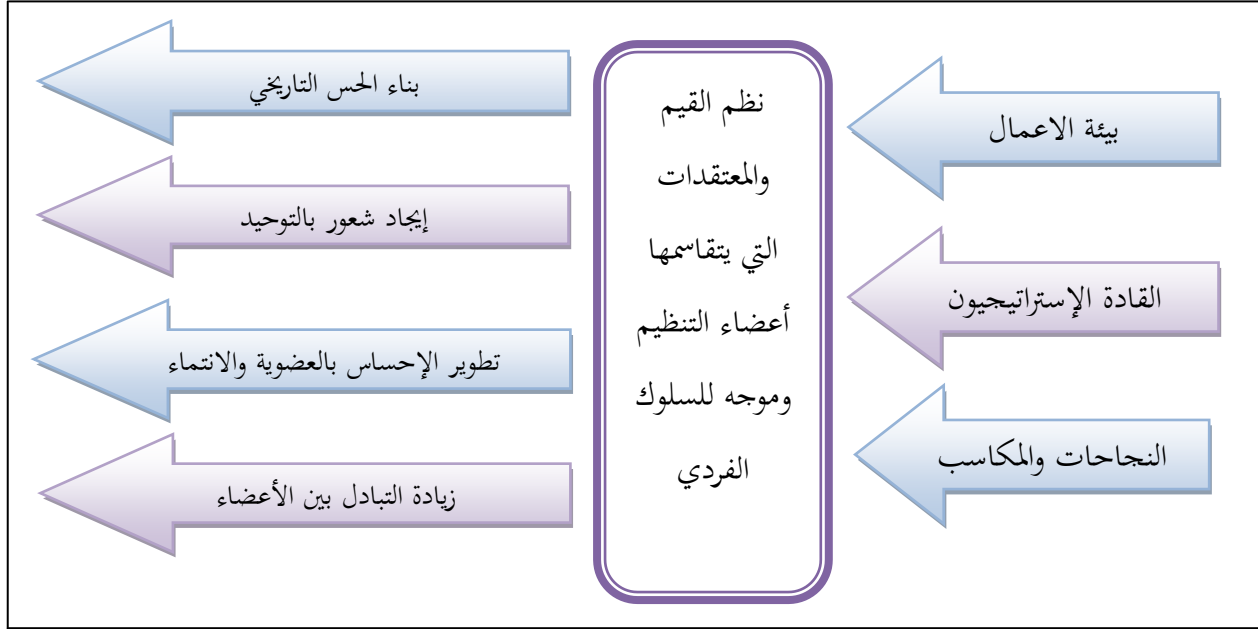 بيئة الاعمال
القادة الإستراتيجيون
النجاحات والمكاسب
نظم القيم
والمعتقدات
التي يتقاسمها
أعضاء التنظيم
وموجه للسلوك
الفردي
بناء الحس التاريخي
إيجاد شعور بالتوحيد
تطوير الإحساس بالعضوية والانتماء
زيادة التبادل بين الأعضاء